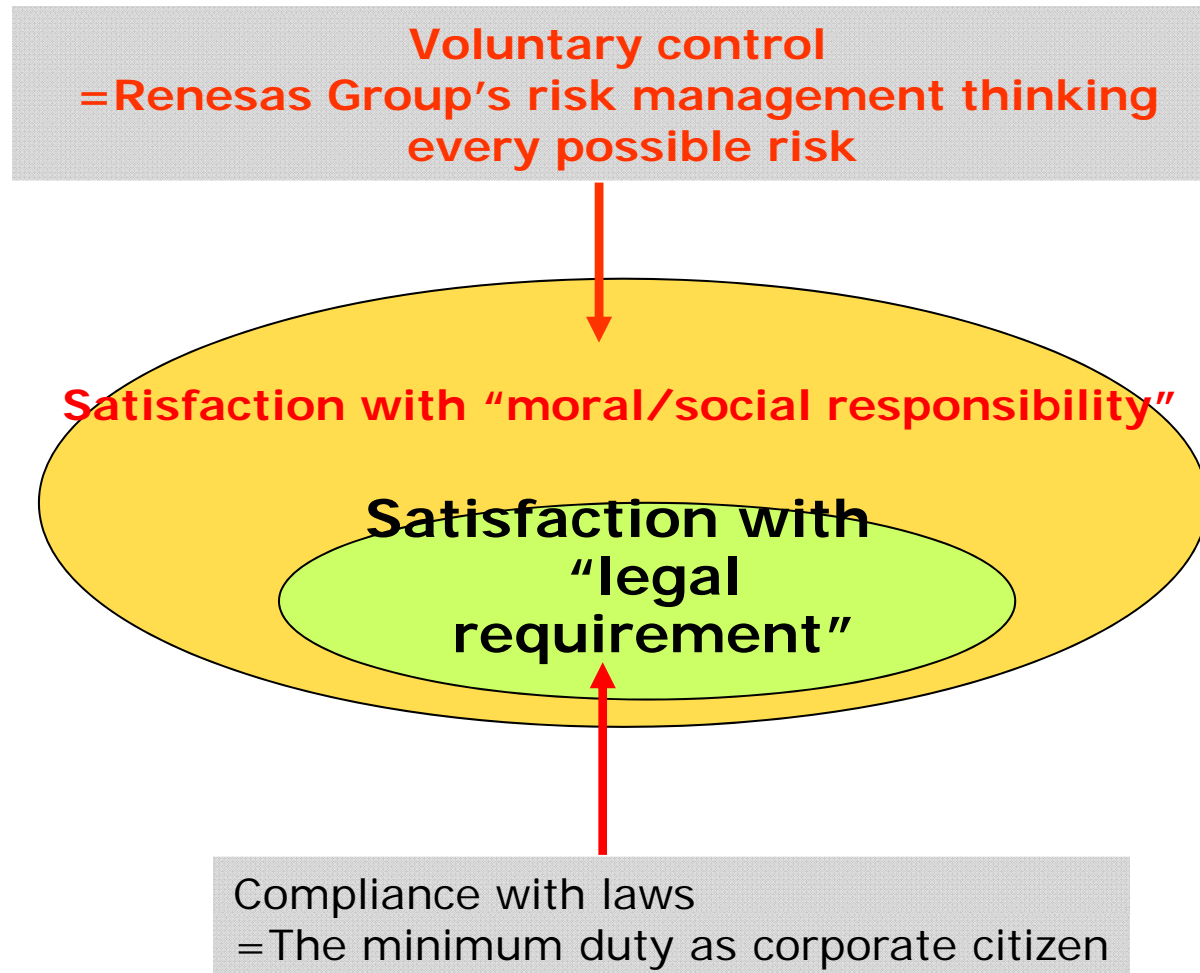 Voluntary control
=Renesas Group’s risk management thinking
every possible risk
Satisfaction with “moral/social responsibility”
Satisfaction with
“legal
requirement”
Compliance with laws
=The minimum duty as corporate citizen